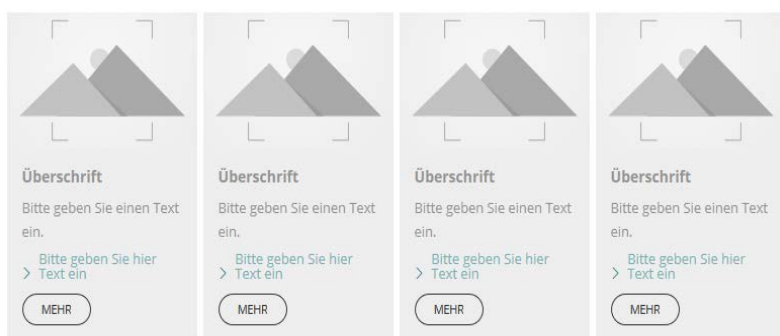 Überschrift
Bitte geben Sie einen Text
ein.
Bitte geben Sie hier
Text ein
MEHR
Überschrift
Bitte geben Sie einen Text
ein.
Bitte geben Sie hier
Text ein
MEHR
Überschrift
Bitte geben Sie einen Text
ein.
Bitte geben Sie hier
Text ein
MEHR
Überschrift
Bitte geben Sie einen Text
ein.
Bitte geben Sie hier
Text ein
MEHR